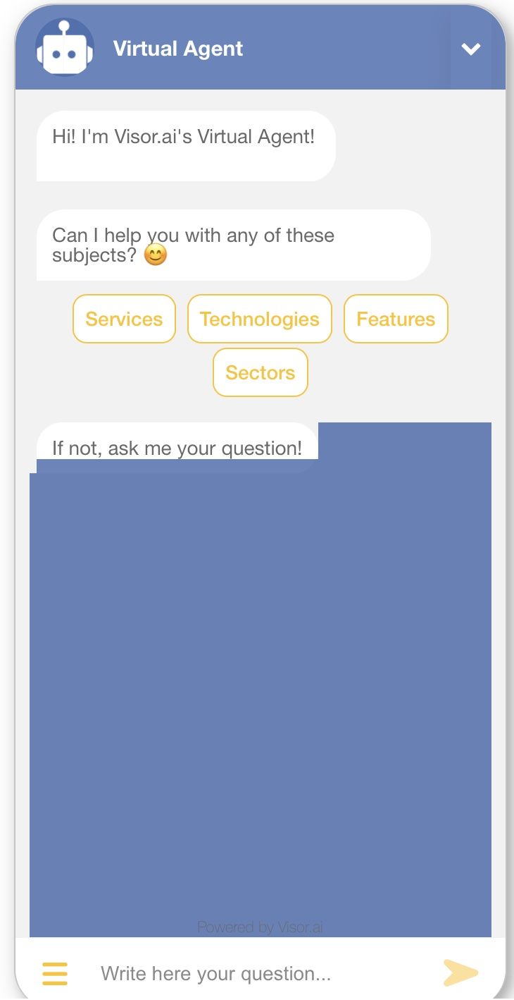 Virtual Agent
Hi! I'm Visor.ai's Virtual Agent!
Can I help you with any of these
subjects? 😊
Services Technologies Features
Sectors
If not, ask me your question!
Powered by Visor.ai
Write here your question...